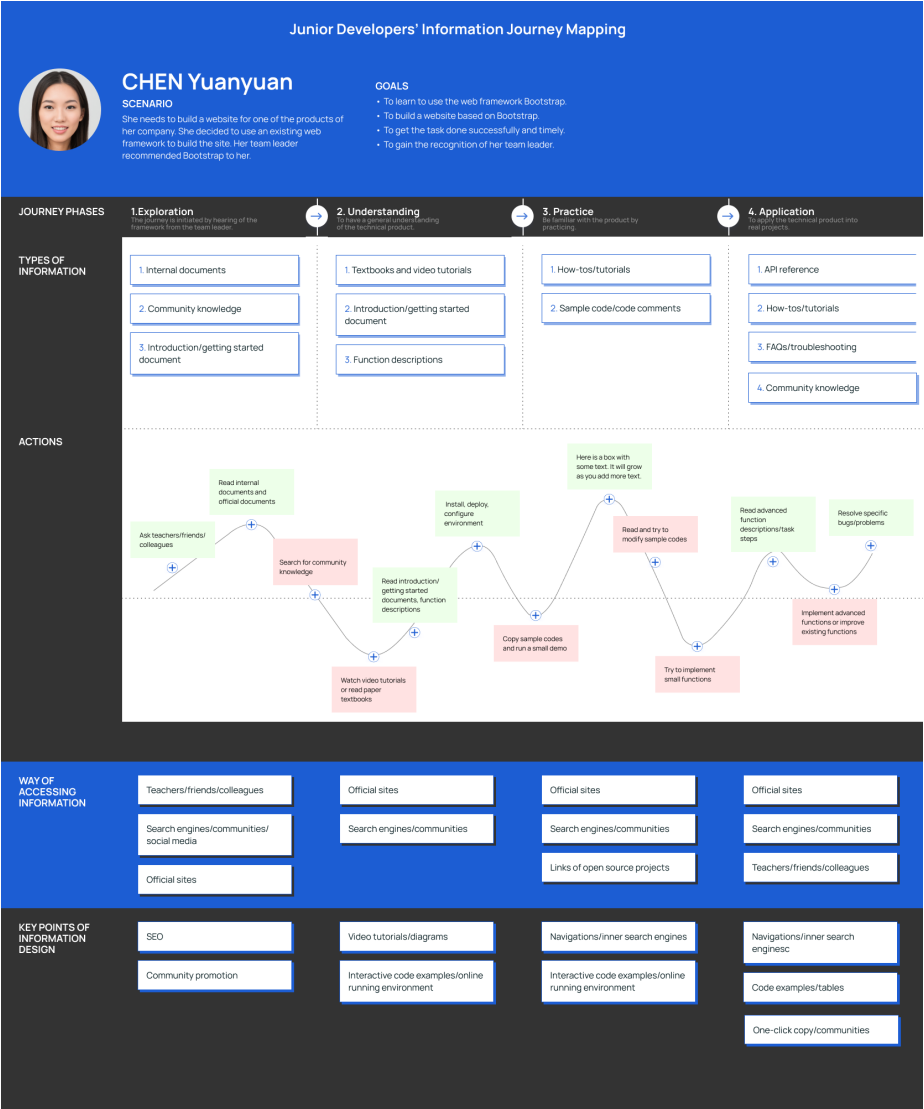 Junior Developers’ Information Journey Mapping
CHEN Yuanyuan
SCENARIO
She needs to build a website for one of the products of
her company. She decided to use an existing web
framework to build the site. Her team leader
recommended Bootstrap to her.
GOALS
• To learn to use the web framework Bootstrap.
• To build a website based on Bootstrap.
• To get the task done successfully and timely.
• To gain the recognition of her team leader.
JOURNEY PHASES
1.Exploration
The journey is initiated by hearing of the
framework from the team leader.
2. Understanding
To have a general understanding
of the technical product.
3. Practice
Be familiar with the product by
practicing.
4. Application
To apply the technical product into
real projects.
TYPES OF
INFORMATION
1. Internal documents
2. Community knowledge
3. Introduction/getting started
document
1. Textbooks and video tutorials
2. Introduction/getting started
document
3. Function descriptions
1. How-tos/tutorials
2. Sample code/code comments
1. API reference
2. How-tos/tutorials
3. FAQs/troubleshooting
4. Community knowledge
ACTIONS
Ask teachers/friends/
colleagues
Read internal
documents and
official documents
Search for community
knowledge
Watch video tutorials
or read paper
textbooks
Read introduction/
getting started
documents, function
descriptions
Install, deploy,
configure
environment
Copy sample codes
and run a small demo
Here is a box with
some text. It will grow
as you add more text.
Read and try to
modify sample codes
Try to implement
small functions
Read advanced
function
descriptions/task
steps
Implement advanced
functions or improve
existing functions
Resolve specific
bugs/problems
WAY OF
ACCESSING
INFORMATION
Teachers/friends/colleagues
Search engines/communities/
social media
Official sites
Official sites
Search engines/communities
Official sites
Search engines/communities
Links of open source projects
Official sites
Search engines/communities
Teachers/friends/colleagues
KEY POINTS OF
INFORMATION
DESIGN
SEO
Community promotion
Video tutorials/diagrams
Interactive code examples/online
running environment
Navigations/inner search engines
Interactive code examples/online
running environment
Navigations/inner search
enginesc
Code examples/tables
One-click copy/communities